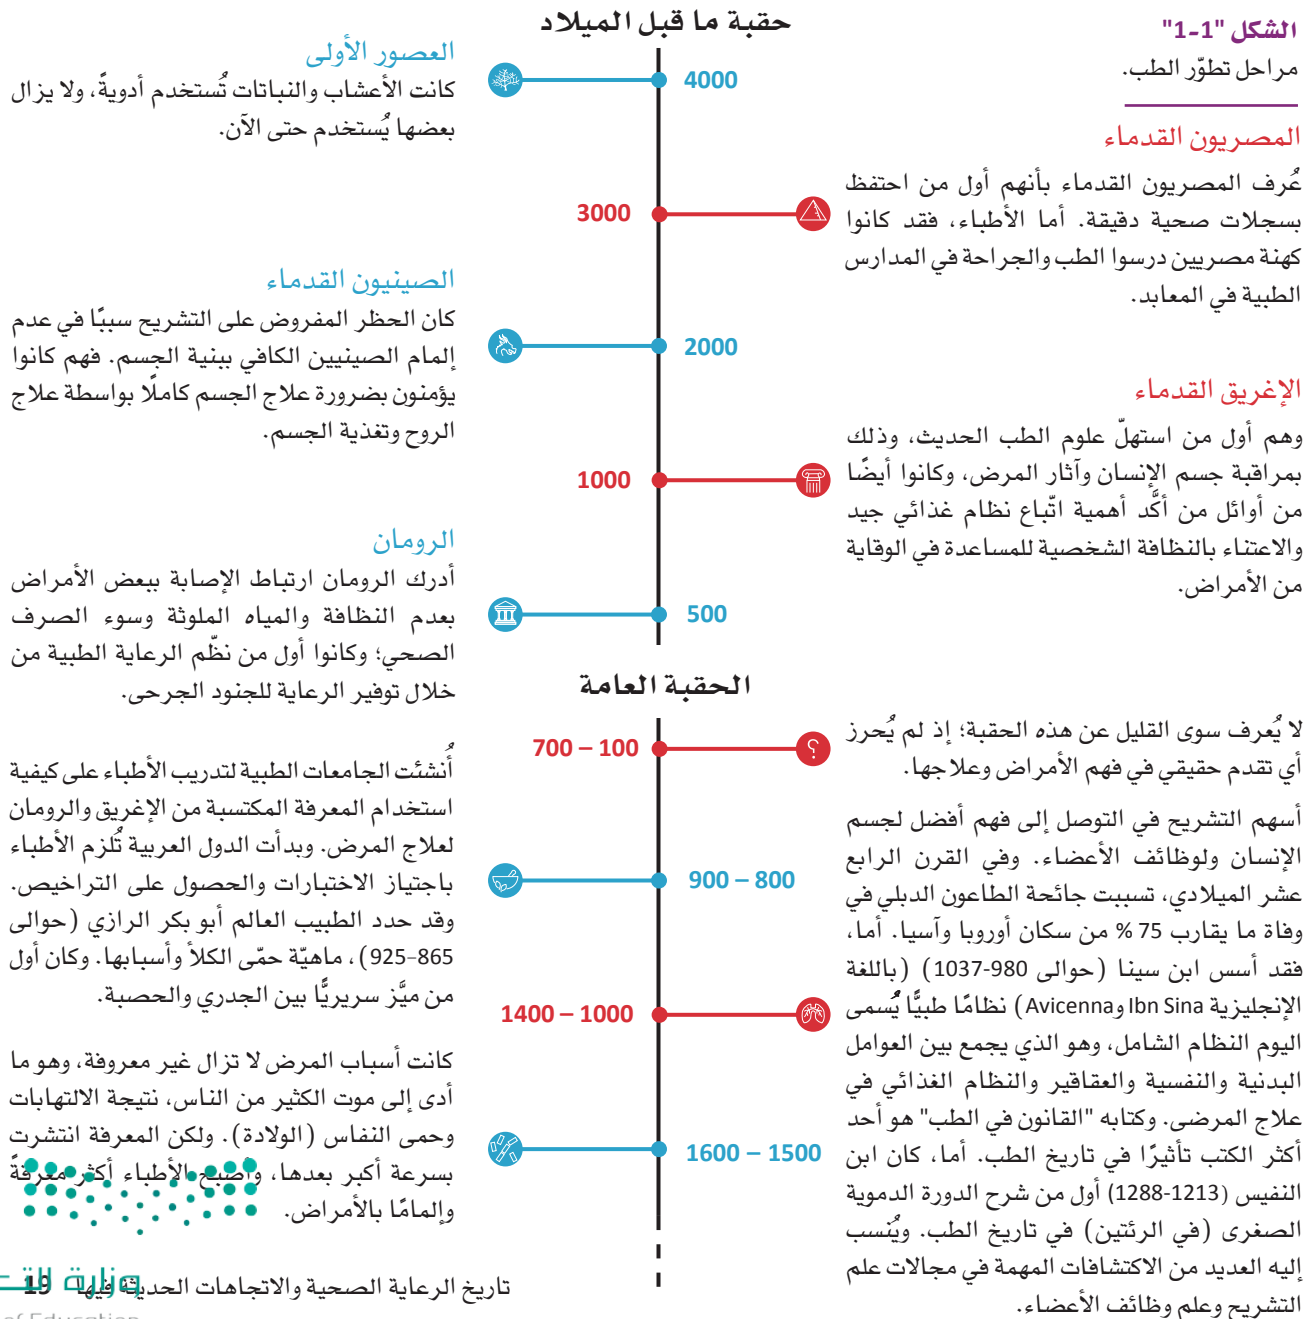 الشكل "1-1"
مراحل تطوّر الطب.
حقبة ما قبل الميلاد
4000
العصور الأولى
كانت الأعشاب والنباتات تُستخدم أدويةً، ولا يزال
بعضها يُستخدم حتى الآن.
المصريون القدماء
عُرف المصريون القدماء بأنهم أول من احتفظ
بسجلات صحية دقيقة. أما الأطباء، فقد كانوا
كهنة مصريين درسوا الطب والجراحة في المدارس
الطبية في المعابد.
3000
الصينيون القدماء
كان الحظر المفروض على التشريح سببًا في عدم
إلمام الصينيين الكافي ببنية الجسم. فهم كانوا
يؤمنون بضرورة علاج الجسم كاملًا بواسطة علاج
الروح وتغذية الجسم.
2000
الإغريق القدماء
وهم أول من استهلّ علوم الطب الحديث، وذلك
بمراقبة جسم الإنسان وآثار المرض، وكانوا أيضًا
من أوائل من أكَّد أهمية اتّباع نظام غذائي جيد
والاعتناء بالنظافة الشخصية للمساعدة في الوقاية
من الأمراض.
1000
الرومان
أدرك الرومان ارتباط الإصابة ببعض الأمراض
بعدم النظافة والمياه الملوثة وسوء الصرف
الصحي؛ وكانوا أول من نظّم الرعاية الطبية من
خلال توفير الرعاية للجنود الجرحى.
500
الحقبة العامة
لا يُعرف سوى القليل عن هذه الحقبة؛ إذ لم يُحرز
أي تقدم حقيقي في فهم الأمراض وعلاجها.
؟
700 – 100
أُنشئت الجامعات الطبية لتدريب الأطباء على كيفية
استخدام المعرفة المكتسبة من الإغريق والرومان
لعلاج المرض. وبدأت الدول العربية تُلزم الأطباء
باجتياز الاختبارات والحصول على التراخيص.
وقد حدد الطبيب العالم أبو بكر الرازي (حوالى
865–925)، ماهيّة حمّى الكلأ وأسبابها. وكان أول
من ميَّز سريريًّا بين الجدري والحصبة.
900 – 800
أسهم التشريح في التوصل إلى فهم أفضل لجسم
الإنسان ولوظائف الأعضاء. وفي القرن الرابع
عشر الميلادي، تسببت جائحة الطاعون الدبلي في
وفاة ما يقارب 75 % من سكان أوروبا وآسيا. أما،
فقد أسس ابن سينا (حوالى 980-1037) (باللغة
الإنجليزية Ibn Sina وAvicenna) نظامًا طبيًّا يُسمى
اليوم النظام الشامل، وهو الذي يجمع بين العوامل
البدنية والنفسية والعقاقير والنظام الغذائي في
علاج المرضى. وكتابه "القانون في الطب" هو أحد
أكثر الكتب تأثيرًا في تاريخ الطب. أما، كان ابن
النفيس (1213-1288) أول من شرح الدورة الدموية
الصغرى (في الرئتين) في تاريخ الطب. ويُنسب
إليه العديد من الاكتشافات المهمة في مجالات علم
التشريح وعلم وظائف الأعضاء.
1400 – 1000
كانت أسباب المرض لا تزال غير معروفة، وهو ما
أدى إلى موت الكثير من الناس، نتيجة الالتهابات
وحمى النفاس (الولادة). ولكن المعرفة انتشرت
بسرعة أكبر بعدها، وأصبح الأطباء أكثر معرفةً
وإلمامًا بالأمراض.
1600 – 1500
تاريخ الرعاية الصحية والاتجاهات الحديثة فيها 19
وزارة
of Education